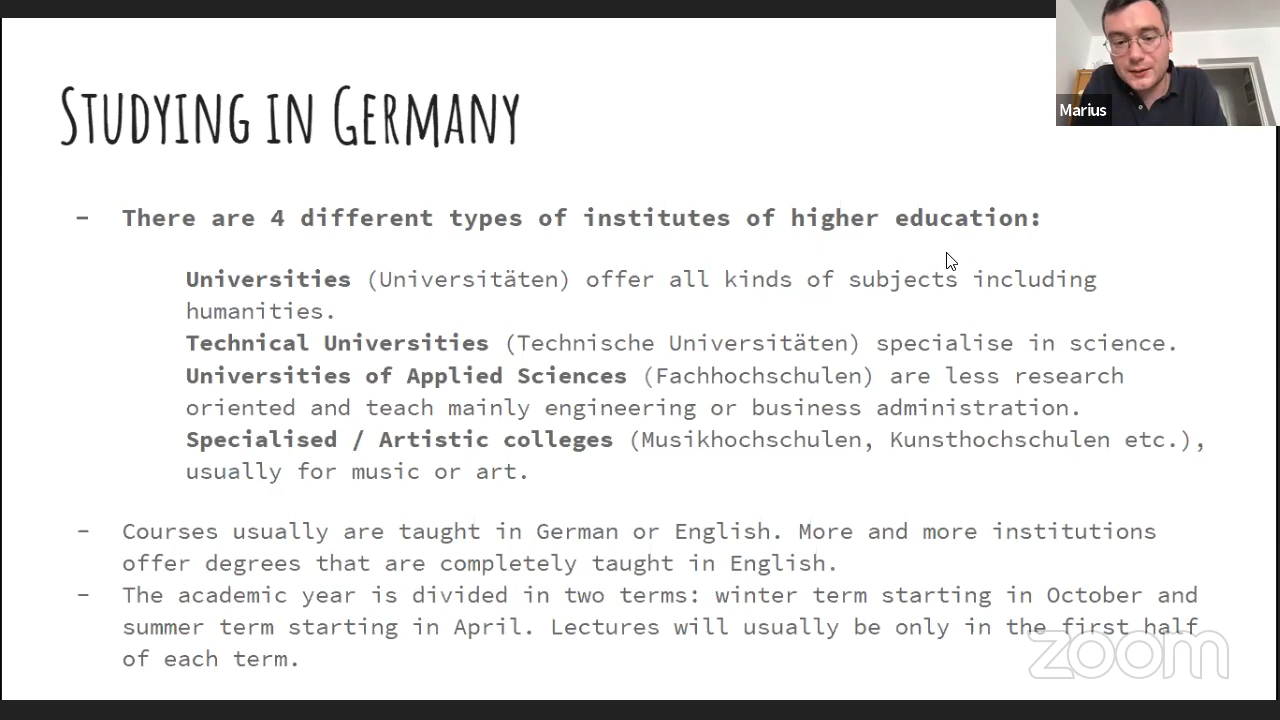 Studying in Germany
Marius
- There are 4 different types of institutes of higher education:
Universities (Universitäten) offer all kinds of subjects including
humanities.
Technical Universities (Technische Universitäten) specialise in science.
Universities of Applied Sciences (Fachhochschulen) are less research
oriented and teach mainly engineering or business administration.
Specialised / Artistic colleges (Musikhochschulen, Kunsthochschulen etc.),
usually for music or art.
- Courses usually are taught in German or English. More and more institutions
offer degrees that are completely taught in English.
- The academic year is divided in two terms: winter term starting in October and
summer term starting in April. Lectures will usually be only in the first half
of each term.
zoom